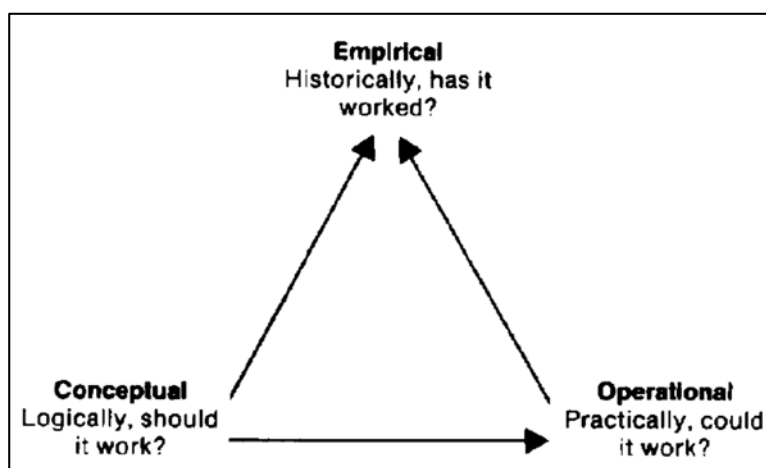 Empirical
Historically, has it
worked?
Conceptual
Logically, should
it work?
Operational
Practically, could
it work?